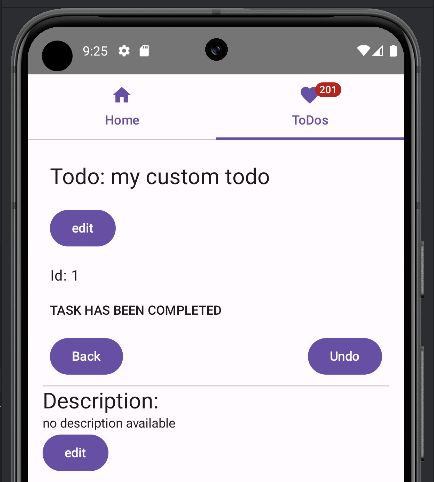 9:25
201
Home ToDos
Todo: my custom todo
edit
Id: 1
TASK HAS BEEN COMPLETED
Back Undo
Description:
no description available
edit